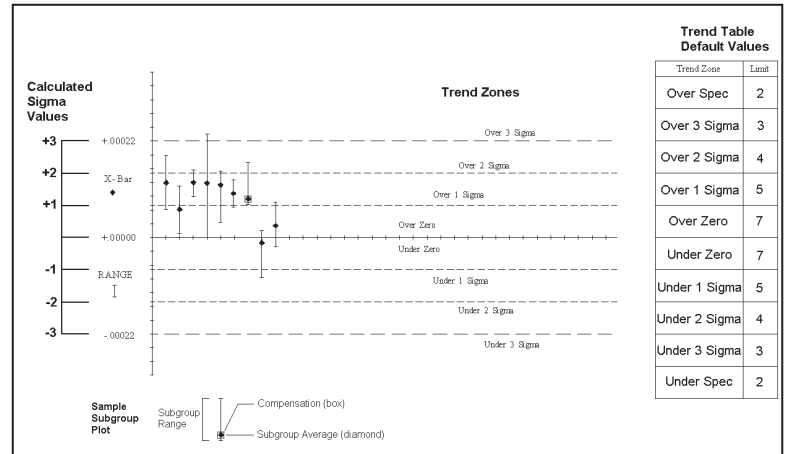 Trend Table
Default Values
Trend Zone Limit
Over Spec 2
Over 3 Sigma 3
Over 2 Sigma 4
Over 1 Sigma 5
Over Zero 7
Under Zero 7
Under 1 Sigma 5
Under 2 Sigma 4
Under 3 Sigma 3
Under Spec 2
Calculated
Sigma
Values
+3
+2
+1
-1
-2
-3
+.00022
X-Bar
+.00000
RANGE
-.00022
Trend Zones
Over 3 Sigma
Over 2 Sigma
Over 1 Sigma
Over Zero
Under Zero
Under 1 Sigma
Under 2 Sigma
Under 3 Sigma
Sample
Subgroup
Plot
Subgroup
Range
Compensation (box)
Subgroup Average (diamond)